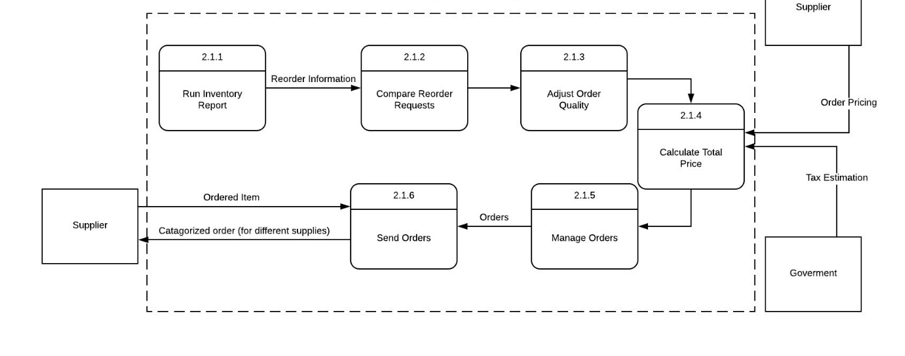 Supplier
2.1.1
2.1.2
2.1.3
Reorder Information
Run Inventory
Report
Compare Reorder
Requests
Adjust Order
Quality
Order Pricing
2.1.4
Calculate Total
Price
Tax Estimation
2.1.6
2.1.5
Ordered Item
Supplier
Orders
Catagorized order (for different supplies)
Send Orders
Manage Orders
Goverment